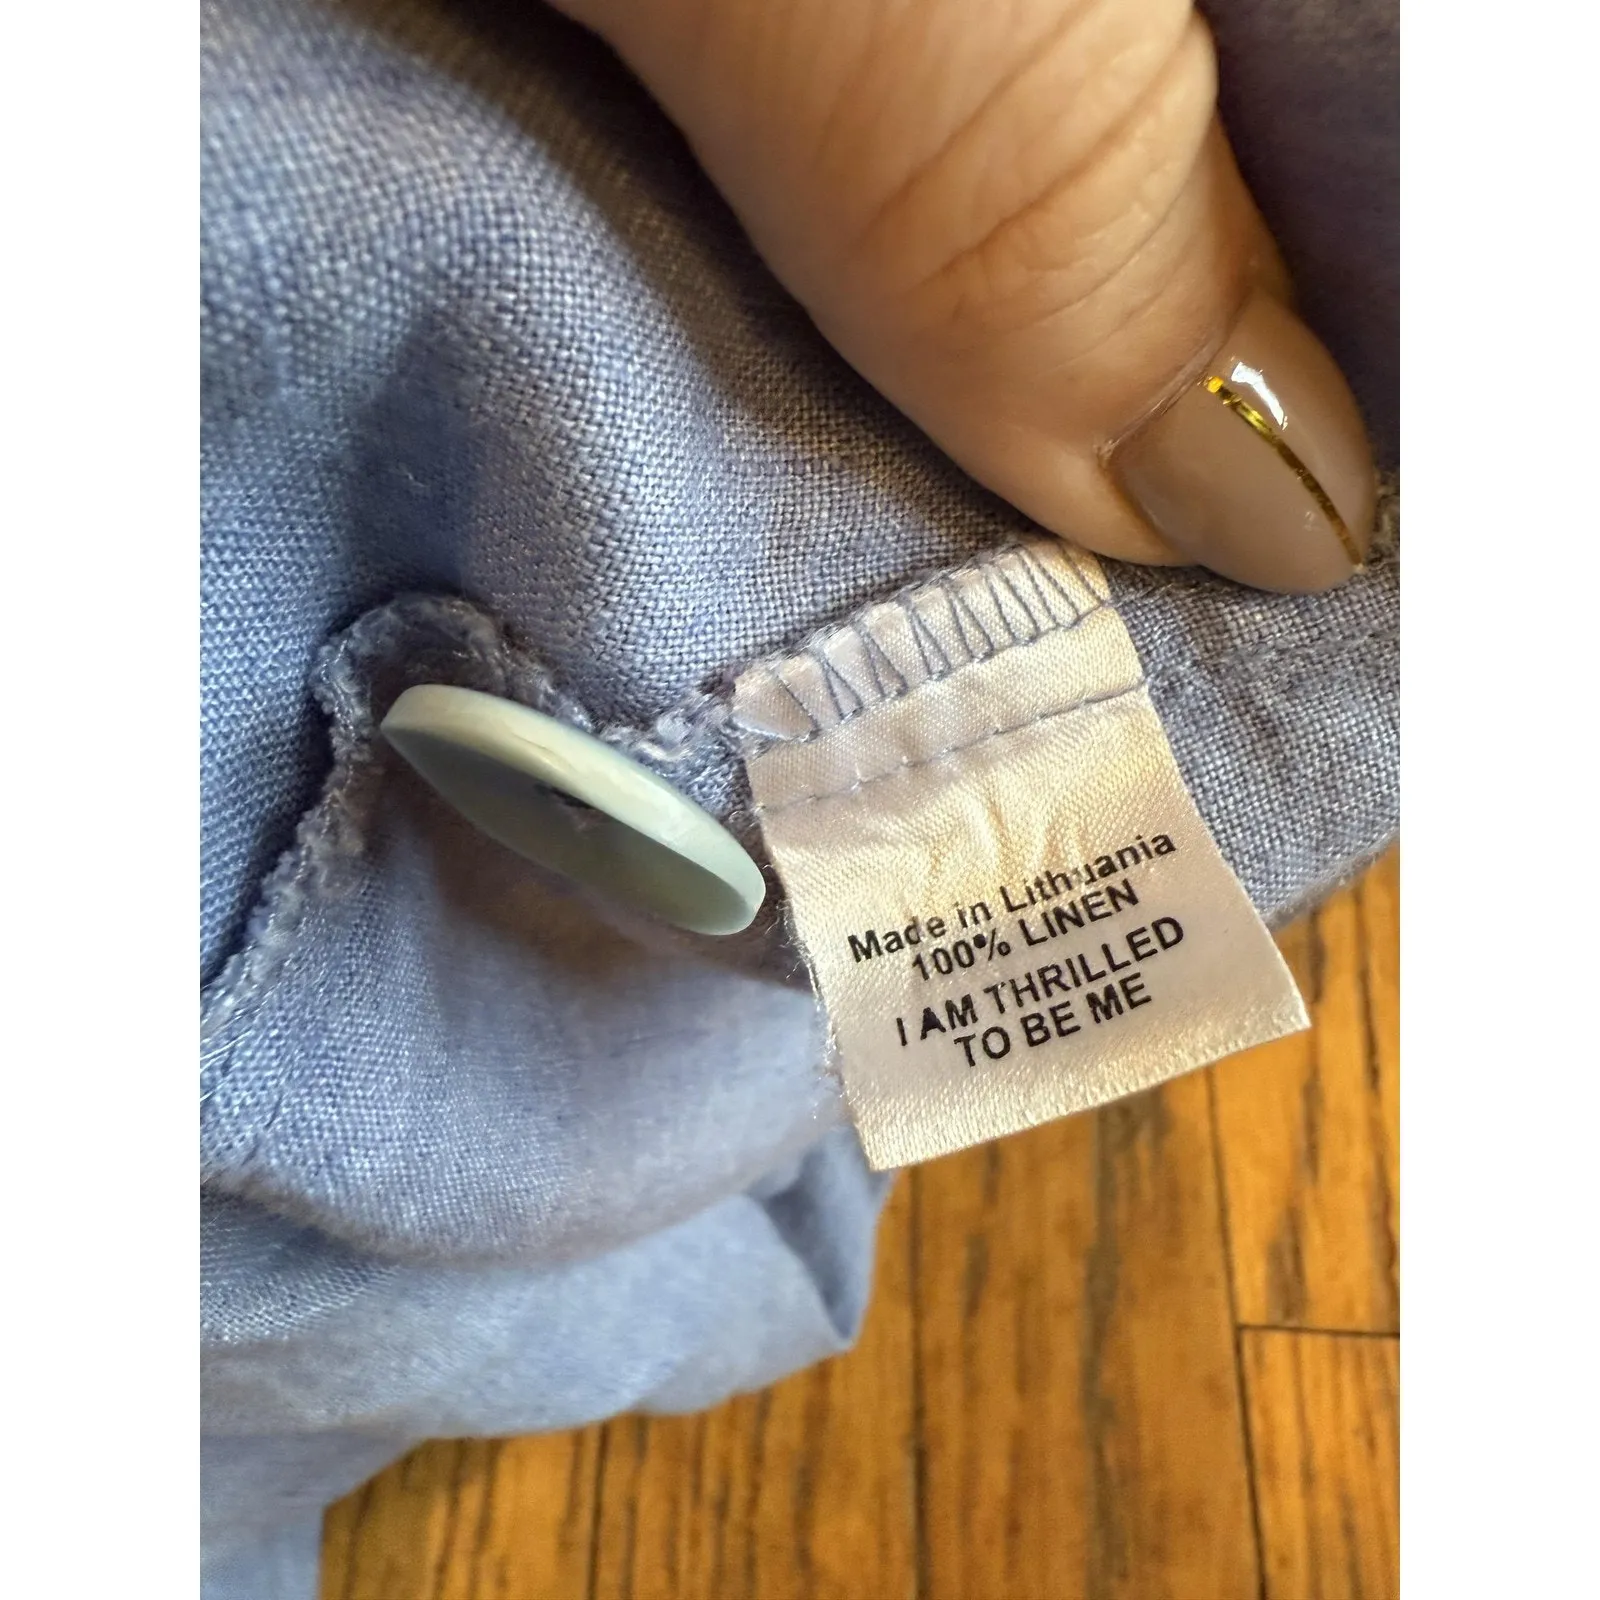 Made in Lithuania
100% LINEN
I AM THRILLED
TO BE ME